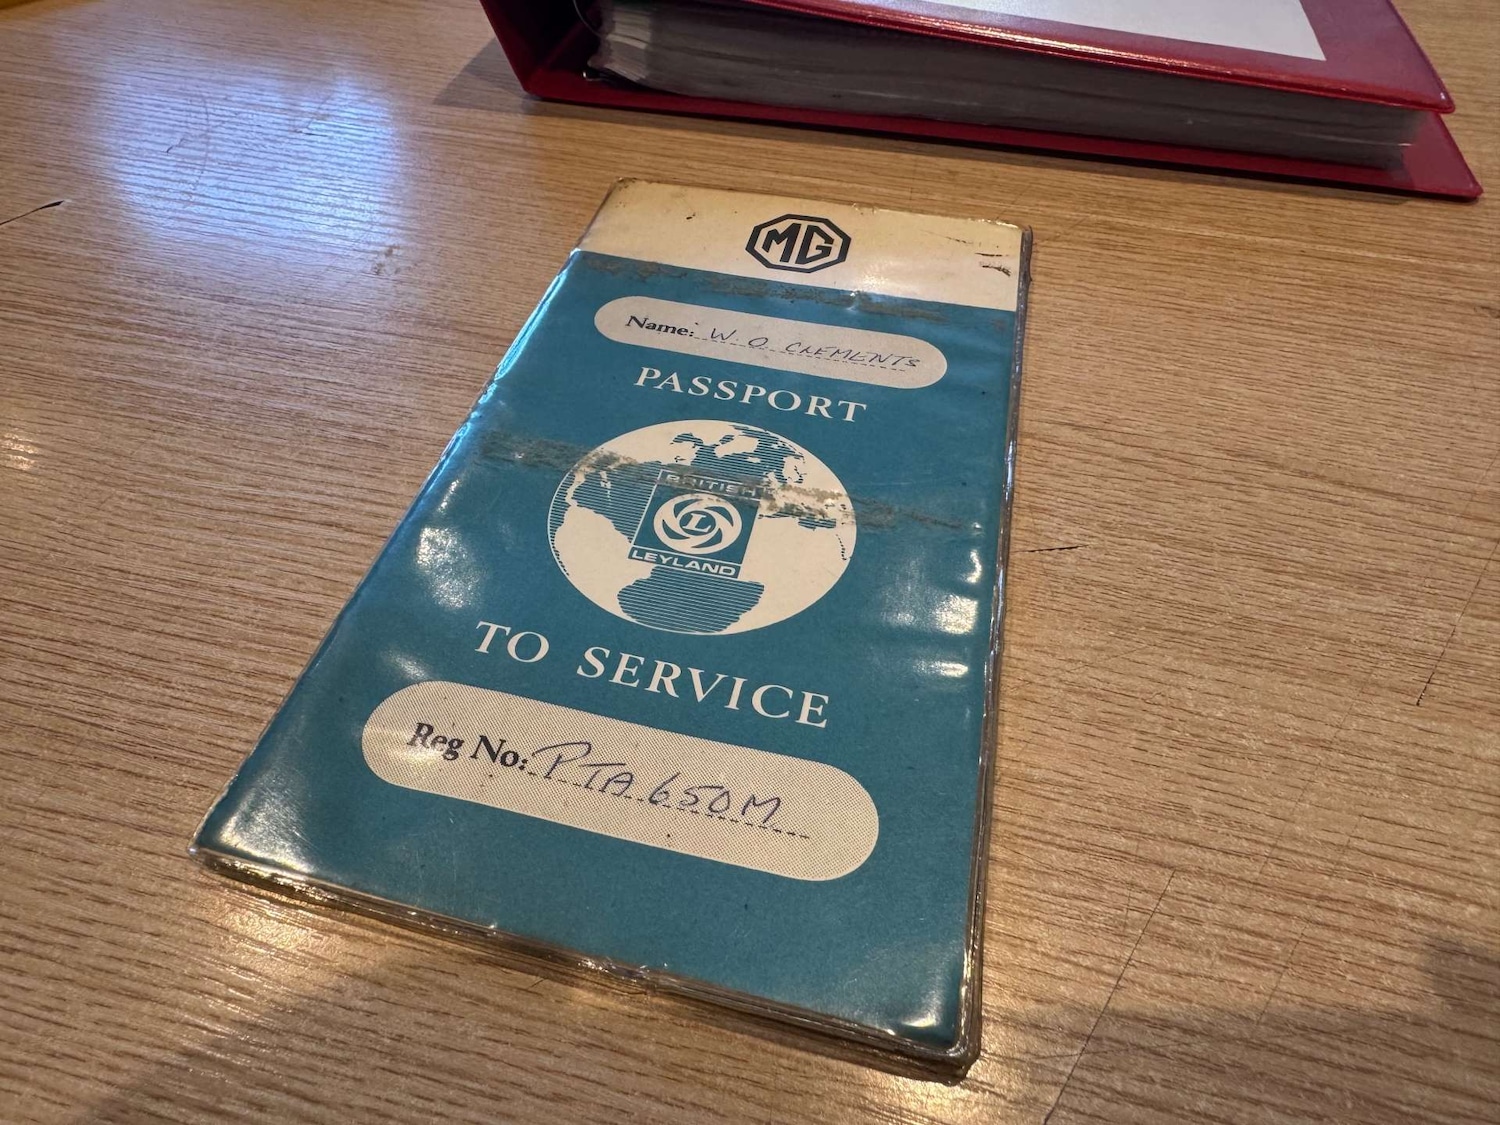 MG
Name: W. O CLEMENTS
PASSPORT
BRITISH
L
LEYLAND
TO SERVICE
Reg No: PTA 650M